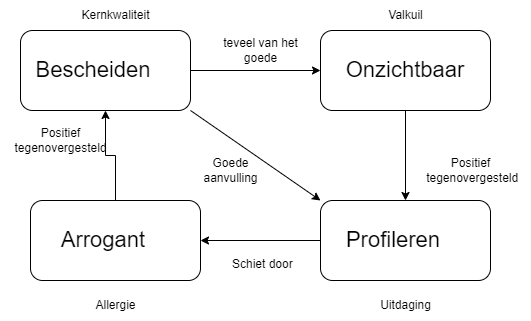 Kernkwaliteit
Valkuil
Bescheiden
teveel van het
goede
Onzichtbaar
Positief
tegenovergesteld
Goede
aanvulling
Positief
tegenovergesteld
Arrogant
Schiet door
Profileren
Allergie
Uitdaging